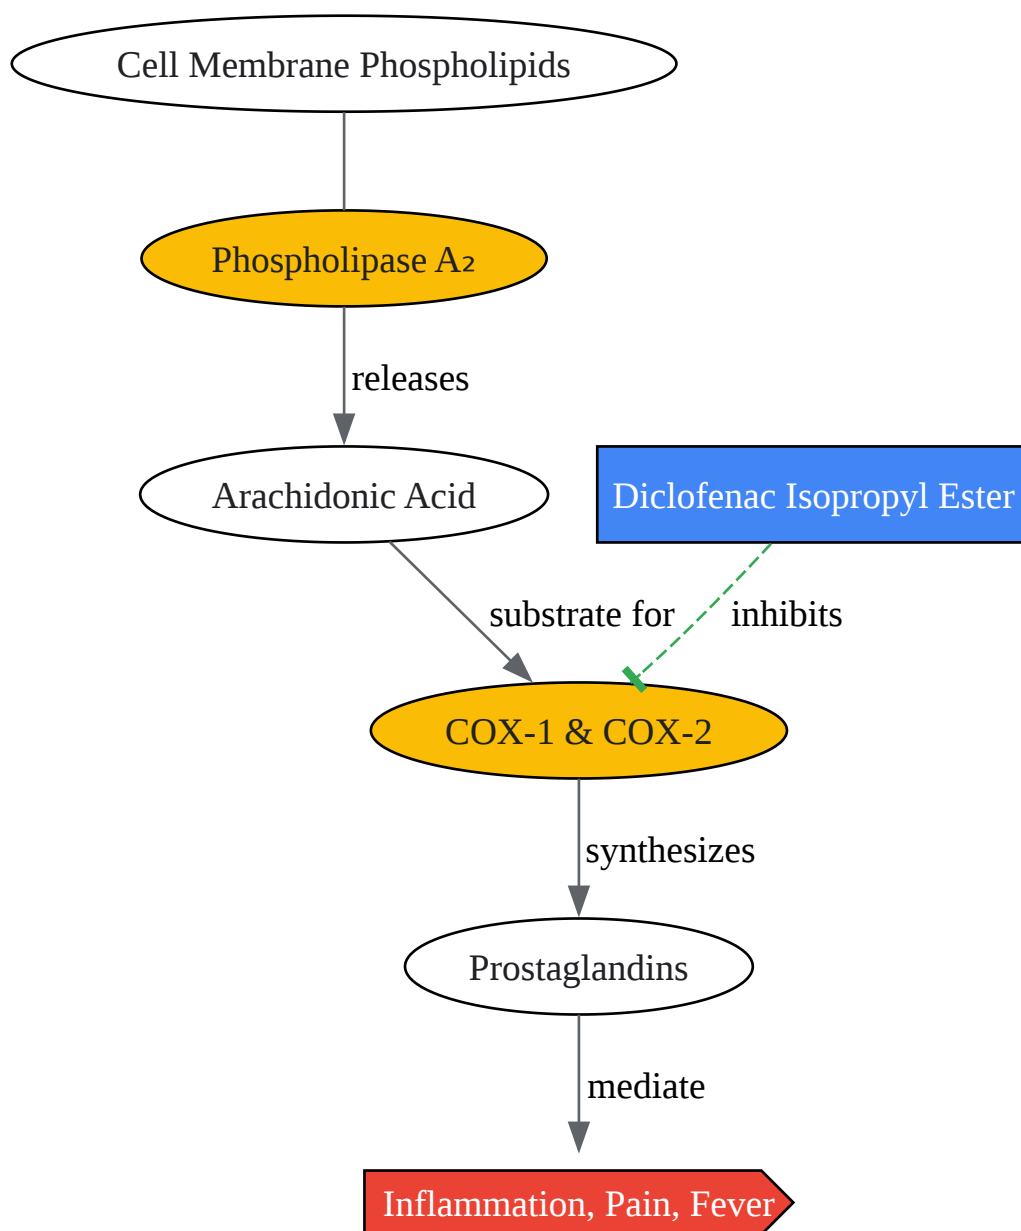 Cell Membrane Phospholipids
Phospholipase A₂
releases
Arachidonic Acid
Diclofenac Isopropyl Ester
substrate for
inhibits
COX-1 & COX-2
synthesizes
Prostaglandins
mediate
Inflammation, Pain, Fever